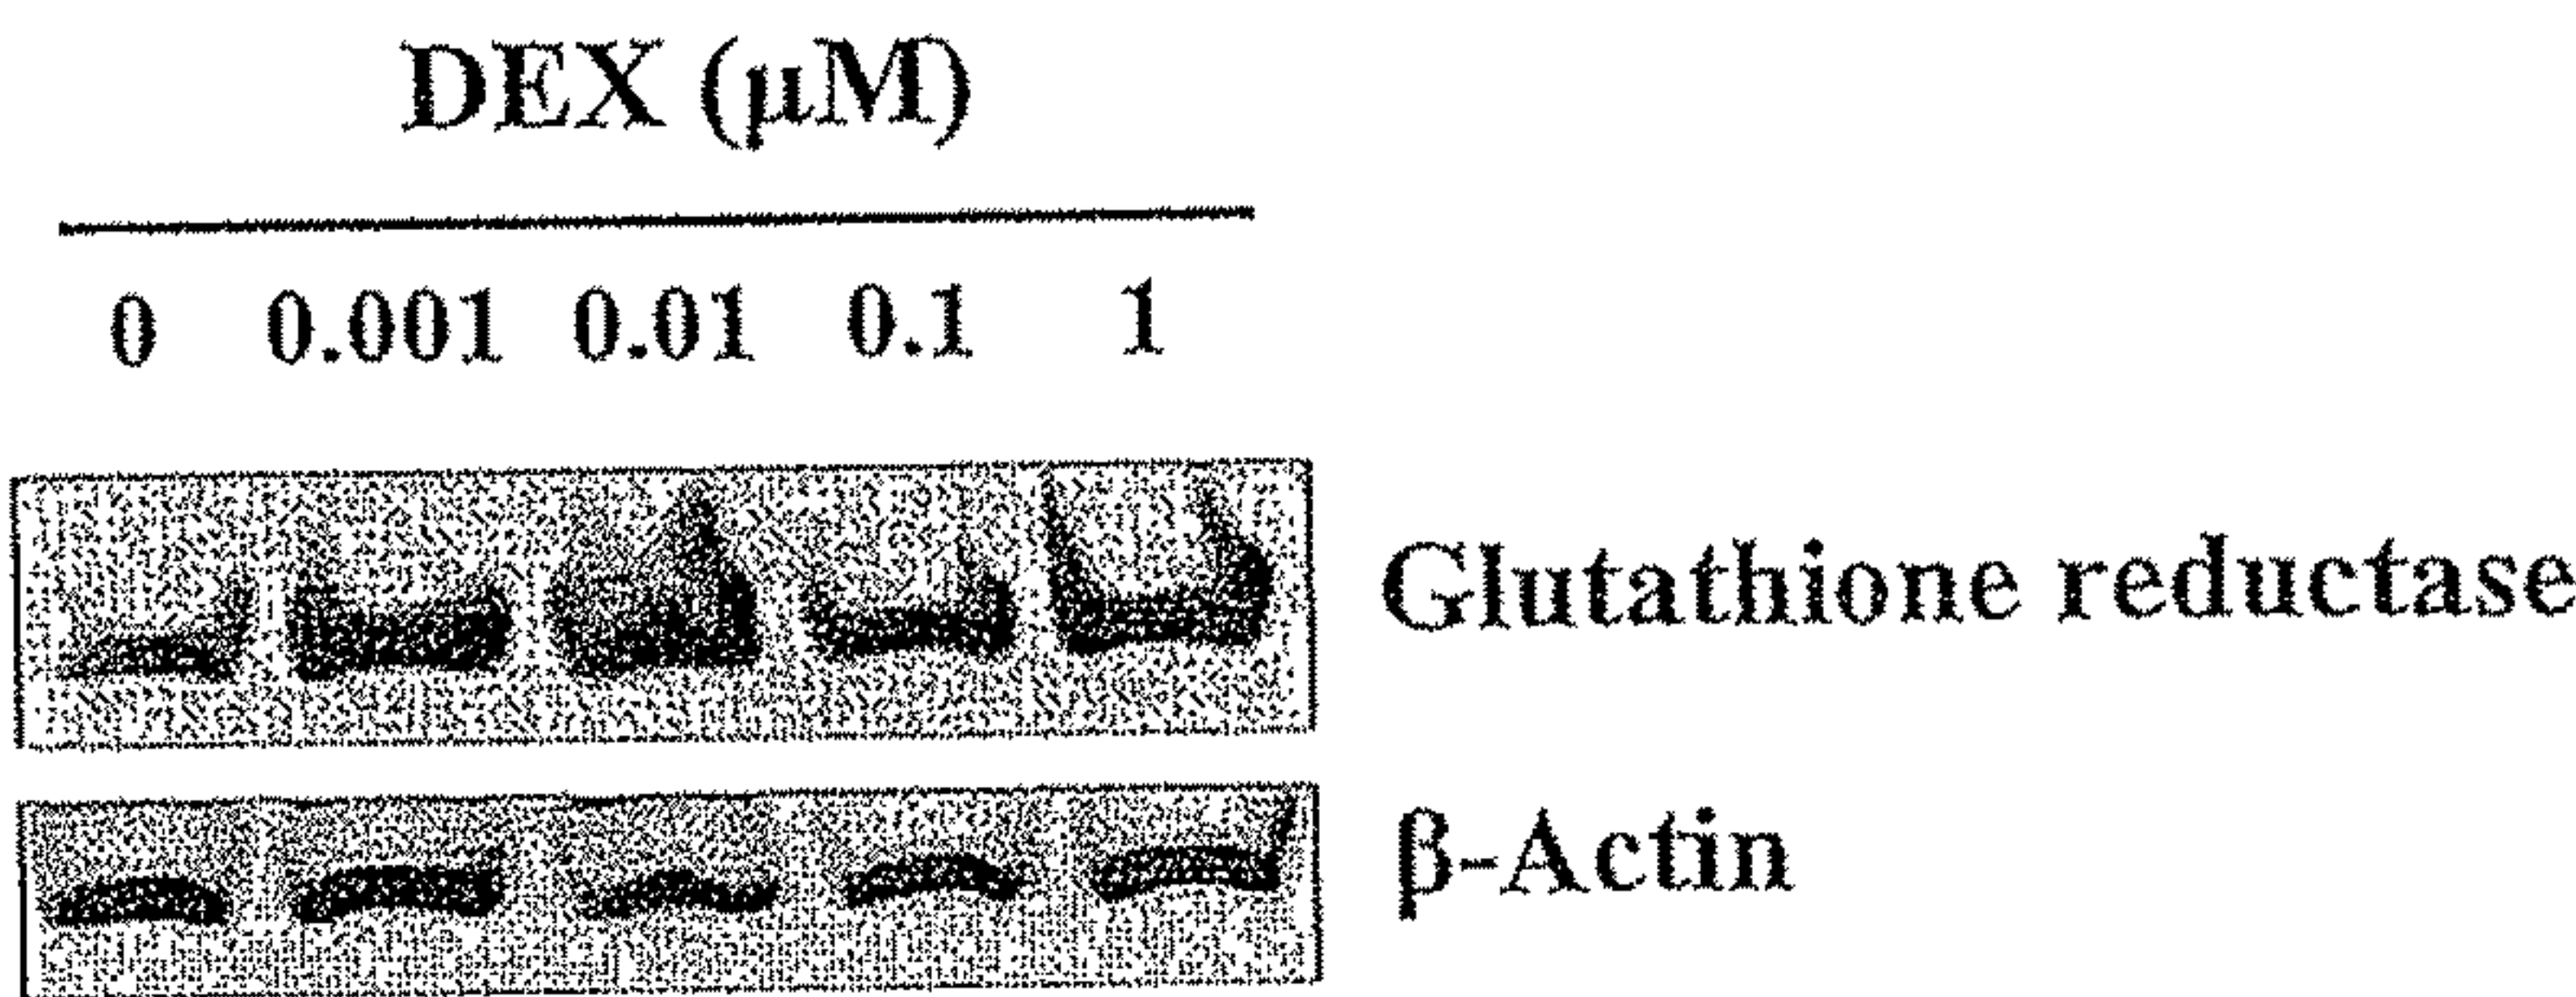 DEX (μM)
0 0.001 0.01 0.1 1
Glutathione reductase
β-Actin